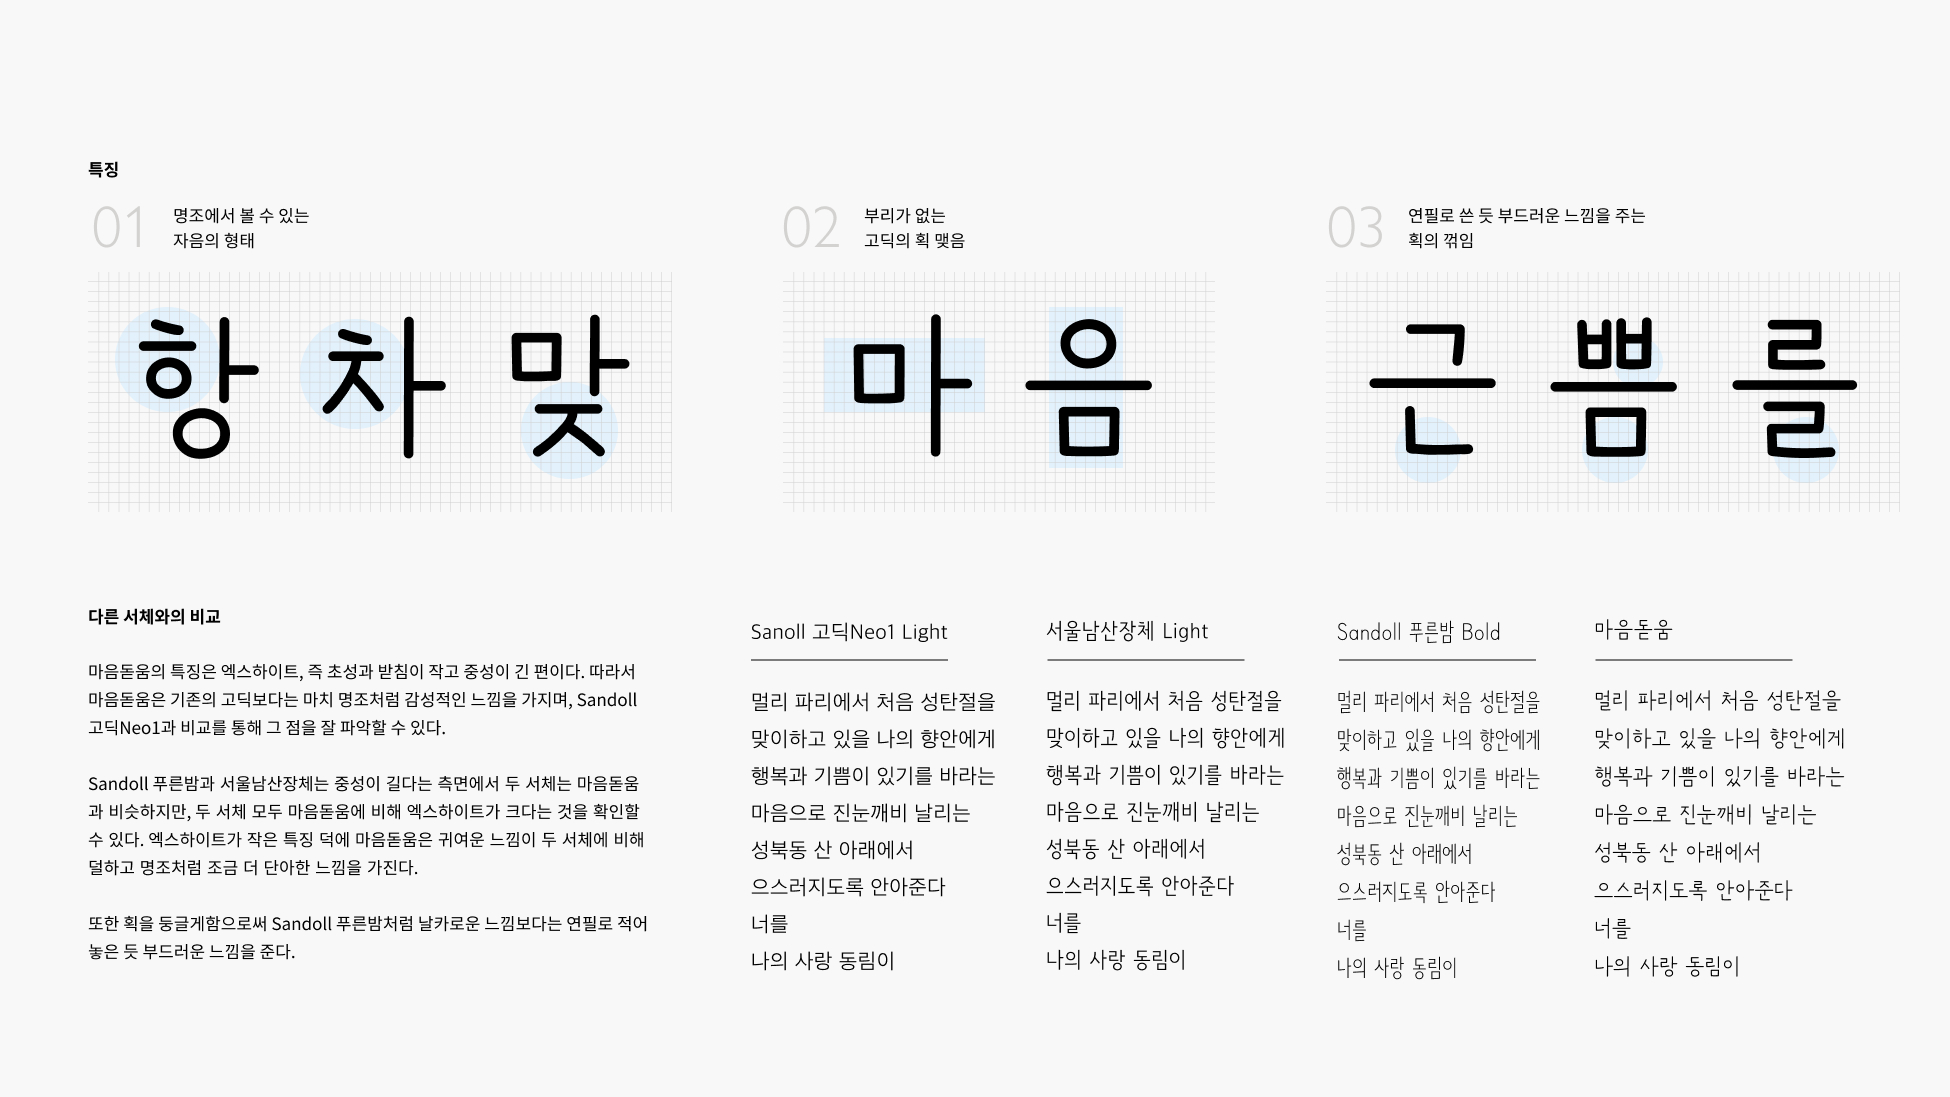 특징
01
명조에서 볼 수 있는
자음의 형태
02
부리가 없는
고딕의 획 맺음
03
연필로 쓴 듯 부드러운 느낌을 주는
획의 꺾임
항 차 맞
마 음
근 쁨 를
다른 서체와의 비교
마음돋움의 특징은 엑스하이트, 즉 초성과 받침이 작고 중성이 긴 편이다. 따라서
마음돋움은 기존의 고딕보다는 마치 명조처럼 감성적인 느낌을 가지며, Sandoll
고딕Neo1과 비교를 통해 그 점을 잘 파악할 수 있다.
Sandoll 푸른밤과 서울남산장체는 중성이 길다는 측면에서 두 서체는 마음돋움
과 비슷하지만, 두 서체 모두 마음돋움에 비해 엑스하이트가 크다는 것을 확인할
수 있다. 엑스하이트가 작은 특징 덕에 마음돋움은 귀여운 느낌이 두 서체에 비해
덜하고 명조처럼 조금 더 단아한 느낌을 가진다.
또한 획을 둥글게함으로써 Sandoll 푸른밤처럼 날카로운 느낌보다는 연필로 적어
놓은 듯 부드러운 느낌을 준다.
Sanoll 고딕Neo1 Light
멀리 파리에서 처음 성탄절을
맞이하고 있을 나의 향안에게
행복과 기쁨이 있기를 바라는
마음으로 진눈깨비 날리는
성북동 산 아래에서
으스러지도록 안아준다
너를
나의 사랑 동림이
서울남산장체 Light
멀리 파리에서 처음 성탄절을
맞이하고 있을 나의 향안에게
행복과 기쁨이 있기를 바라는
마음으로 진눈깨비 날리는
성북동 산 아래에서
으스러지도록 안아준다
너를
나의 사랑 동림이
Sandoll 푸른밤 Bold
멀리 파리에서 처음 성탄절을
맞이하고 있을 나의 향안에게
행복과 기쁨이 있기를 바라는
마음으로 진눈깨비 날리는
성북동 산 아래에서
으스러지도록 안아준다
너를
나의 사랑 동림이
마음돋움
멀리 파리에서 처음 성탄절을
맞이하고 있을 나의 향안에게
행복과 기쁨이 있기를 바라는
마음으로 진눈깨비 날리는
성북동 산 아래에서
으스러지도록 안아준다
너를
나의 사랑 동림이